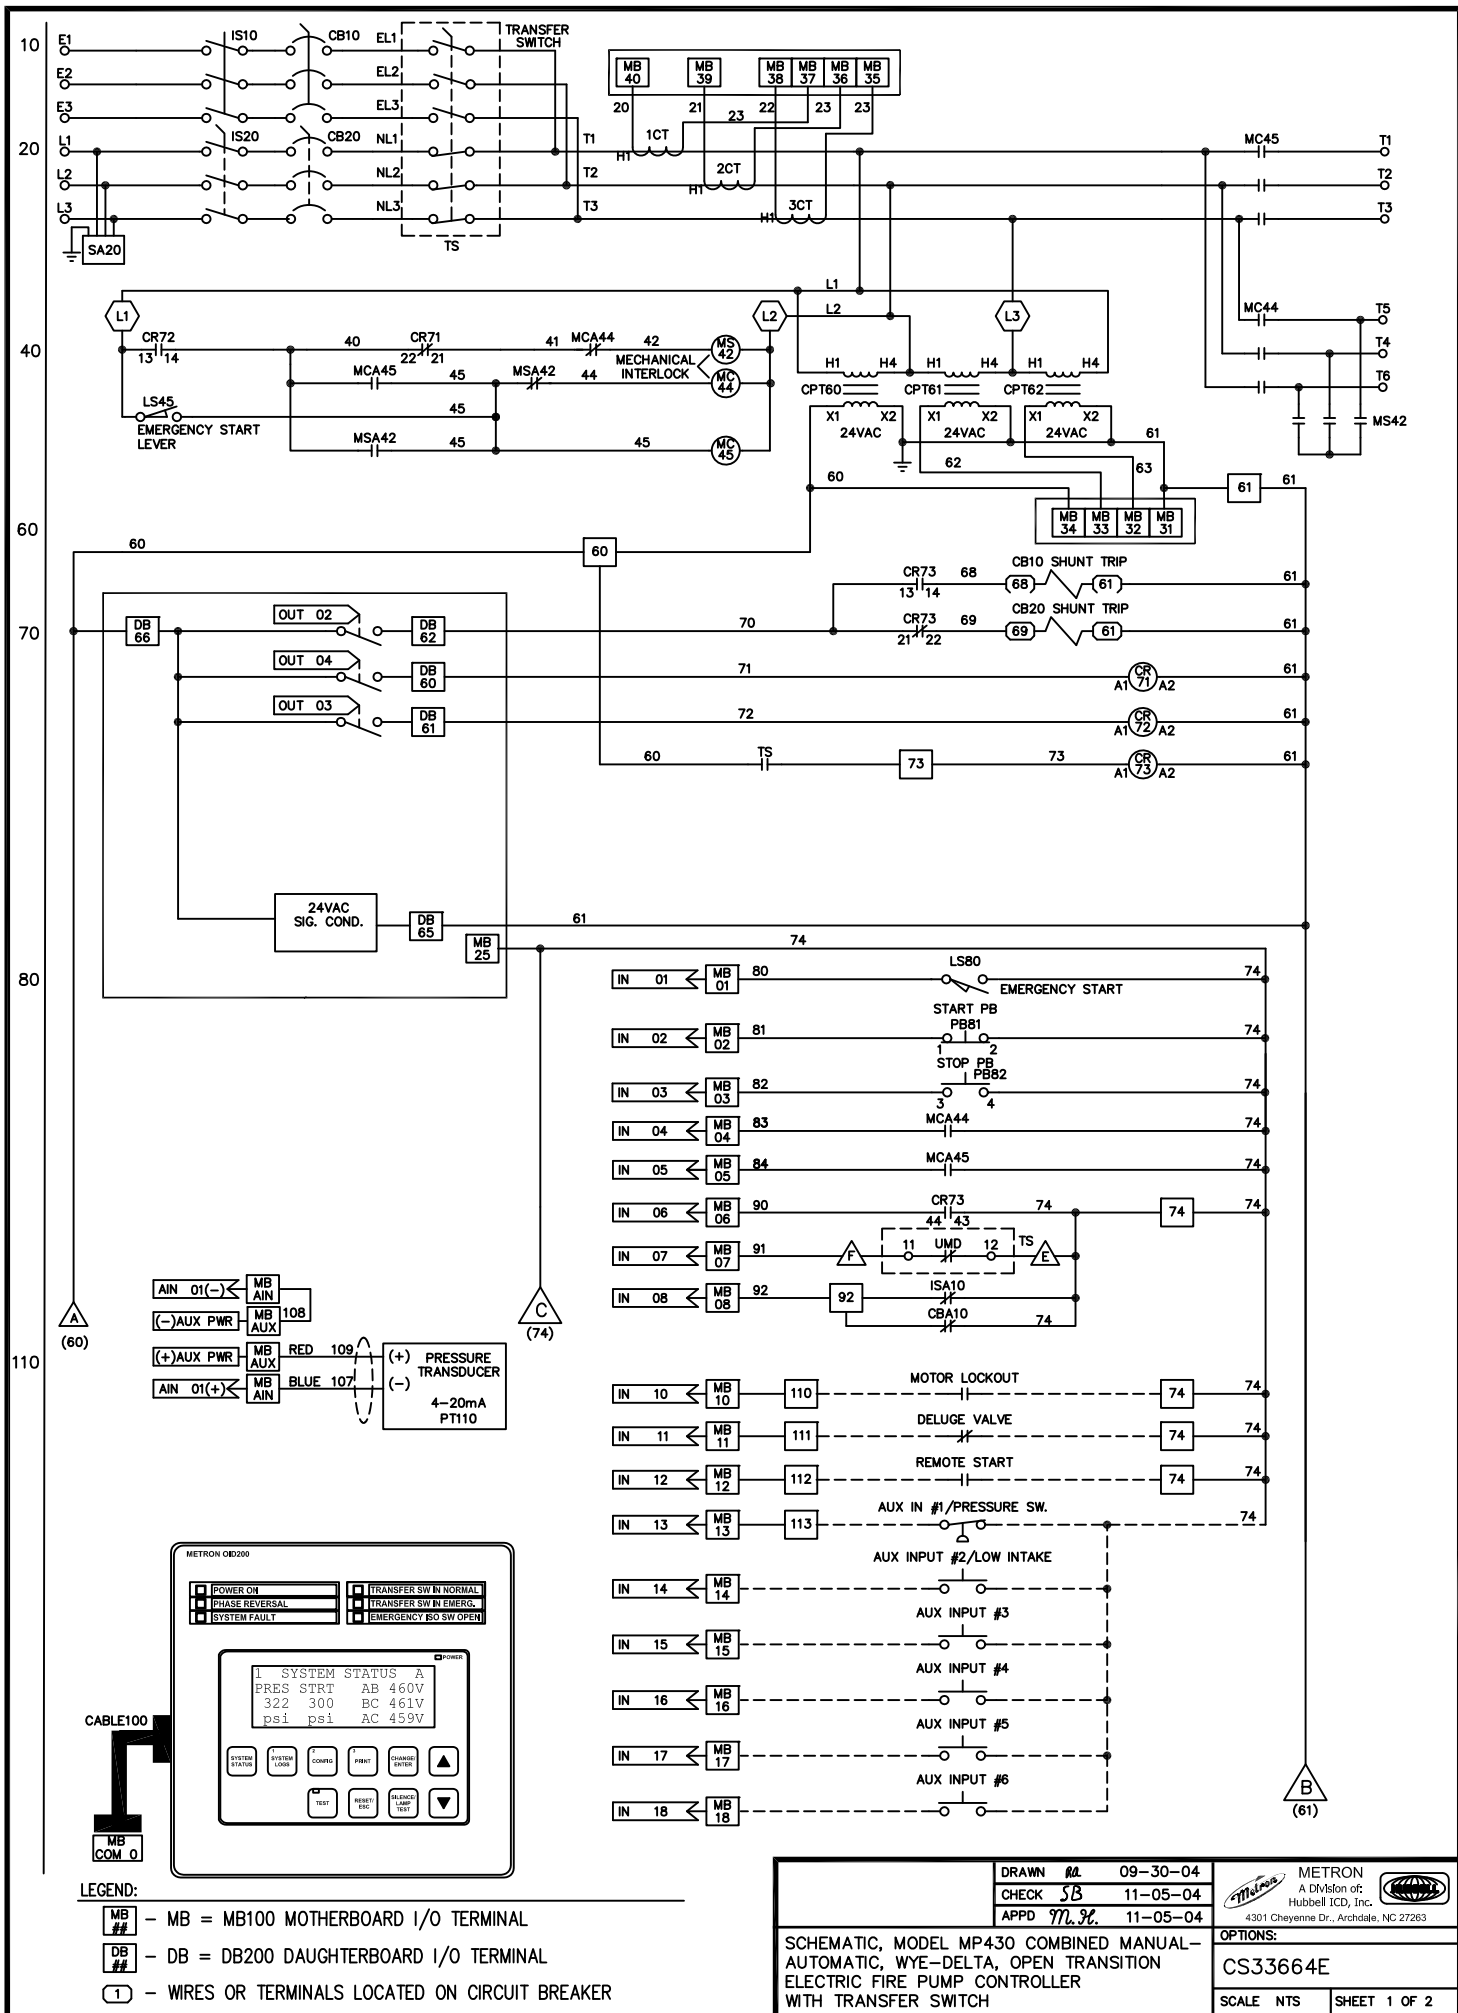 10
E1
IS10
CB10
EL1
TRANSFER
SWITCH
E2
EL2
E3
EL3
MB 40
MB 39
MB 38
MB 37
MB 36
MB 35
20
21
22
23
23
23
20
L1
IS20
CB20
NL1
T1
H1
1CT
MC45
T1
L2
NL2
T2
H1
2CT
T2
L3
NL3
T3
H1
3CT
T3
SA20
TS
L1
L2
L1
L2
L3
MC44
T5
T4
T6
MS42
40
CR72
13 14
40
CR71
22 21
41
MCA44
42
MS 42
MECHANICAL
INTERLOCK
MCA45
45
MSA42
44
MC 44
LS45
45
EMERGENCY START
LEVER
MSA42
45
45
MC 45
H1 H4
H1 H4
H1 H4
CPT60
CPT61
CPT62
X1 X2
X1 X2
X1 X2
24VAC
24VAC
24VAC
61
60
62
63
61
61
MB 34
MB 33
MB 32
MB 31
60
60
60
CR73
13 14
68
CB10 SHUNT TRIP
68
61
61
70
DB 66
OUT 02
DB 62
70
CR73
21 22
69
CB20 SHUNT TRIP
69
61
61
OUT 04
DB 60
71
A1 CR 71 A2
61
OUT 03
DB 61
72
A1 CR 72 A2
61
60
TS
73
73
A1 CR 73 A2
61
24VAC
SIG. COND.
DB 65
61
MB 25
74
80
IN 01
MB 01
80
LS80
EMERGENCY START
74
START PB
IN 02
MB 02
81
PB81
1 2
74
STOP PB
IN 03
MB 03
82
PB82
3 4
74
IN 04
MB 04
83
MCA44
74
IN 05
MB 05
84
MCA45
74
IN 06
MB 06
90
CR73
44 43
74
74
74
IN 07
MB 07
91
F
11
UMD
12
TS
E
IN 08
MB 08
92
92
ISA10
CBA10
74
A
(60)
C
(74)
AIN 01(-)
MB AIN
108
(-)AUX PWR
MB AUX
110
(+)AUX PWR
MB AUX
RED 109
(+)
PRESSURE
TRANSDUCER
AIN 01(+)
MB AIN
BLUE 107
(-)
4-20mA
PT110
IN 10
MB 10
110
MOTOR LOCKOUT
74
74
IN 11
MB 11
111
DELUGE VALVE
74
74
IN 12
MB 12
112
REMOTE START
74
74
IN 13
MB 13
113
AUX IN #1/PRESSURE SW.
74
AUX INPUT #2/LOW INTAKE
IN 14
MB 14
AUX INPUT #3
IN 15
MB 15
AUX INPUT #4
IN 16
MB 16
AUX INPUT #5
IN 17
MB 17
AUX INPUT #6
IN 18
MB 18
B
(61)
METRON OID200
POWER ON
PHASE REVERSAL
SYSTEM FAULT
TRANSFER SW IN NORMAL
TRANSFER SW IN EMERG.
EMERGENCY ISO SW OPEN
POWER
1 SYSTEM STATUS A
PRES STRT AB 460V
322 300 BC 461V
psi psi AC 459V
SYSTEM STATUS
1 SYSTEM LOGS
2 CONFIG
3 PRINT
CHANGE/ ENTER
TEST
RESET/ ESC
SILENCE/ LAMP TEST
CABLE100
MB
COM 0
LEGEND:
MB ## - MB = MB100 MOTHERBOARD I/O TERMINAL
DB ## - DB = DB200 DAUGHTERBOARD I/O TERMINAL
1 - WIRES OR TERMINALS LOCATED ON CIRCUIT BREAKER
DRAWN 09-30-04
CHECK SB 11-05-04
APPD M.H. 11-05-04
SCHEMATIC, MODEL MP430 COMBINED MANUAL-
AUTOMATIC, WYE-DELTA, OPEN TRANSITION
ELECTRIC FIRE PUMP CONTROLLER
WITH TRANSFER SWITCH
Metron
METRON
A Division of:
Hubbell ICD, Inc.
HUBBELL
4301 Cheyenne Dr., Archdale, NC 27263
OPTIONS:
CS33664E
SCALE NTS
SHEET 1 OF 2